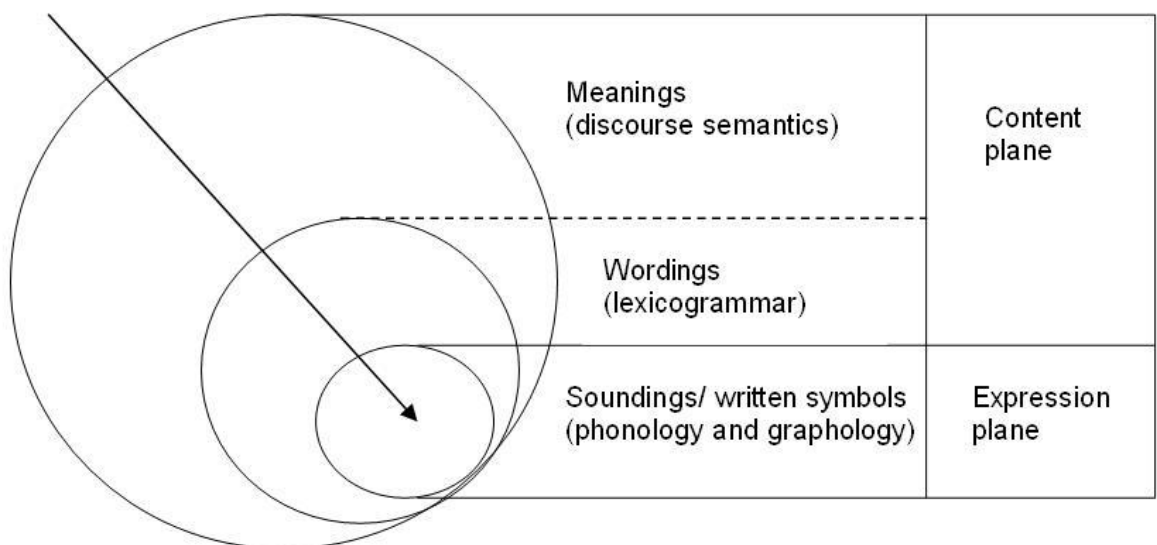 Meanings
(discourse semantics)
Content
plane
Wordings
(lexicogrammar)
Soundings/ written symbols
(phonology and graphology)
Expression
plane